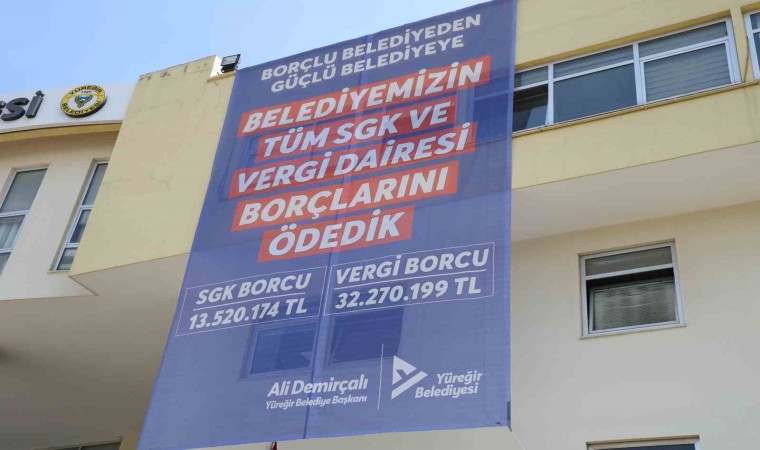 ESİ
YÜREĞİR
BORÇLU BELEDİYEDEN
GÜÇLÜ BELEDİYEYE
BELEDİYEMİZİN
TÜM SGK VE
VERGİ DAİRESİ
BORÇLARINI
ÖDEDİK
SGK BORCU
13.520.174 TL
VERGİ BORCU
32.270.199 TL
Ali Demirçalı
Yüreğir Belediye Başkanı
Yüreğir
Belediyesi